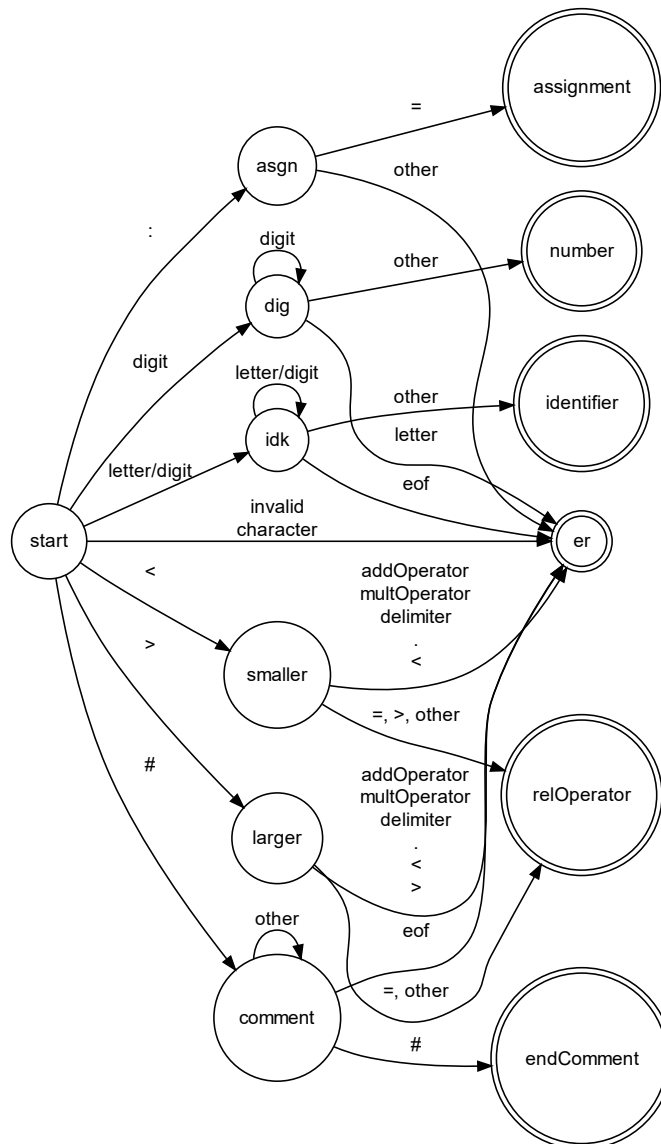 assignment
=
asgn
other
:
digit
number
other
dig
letter/digit
other
identifier
digit
idk
letter
letter/digit
eof
invalid
character
start
er
<
addOperator
multOperator
delimiter
.
<
>
smaller
=, >, other
#
addOperator
multOperator
delimiter
.
<
>
relOperator
larger
other
eof
=, other
comment
#
endComment